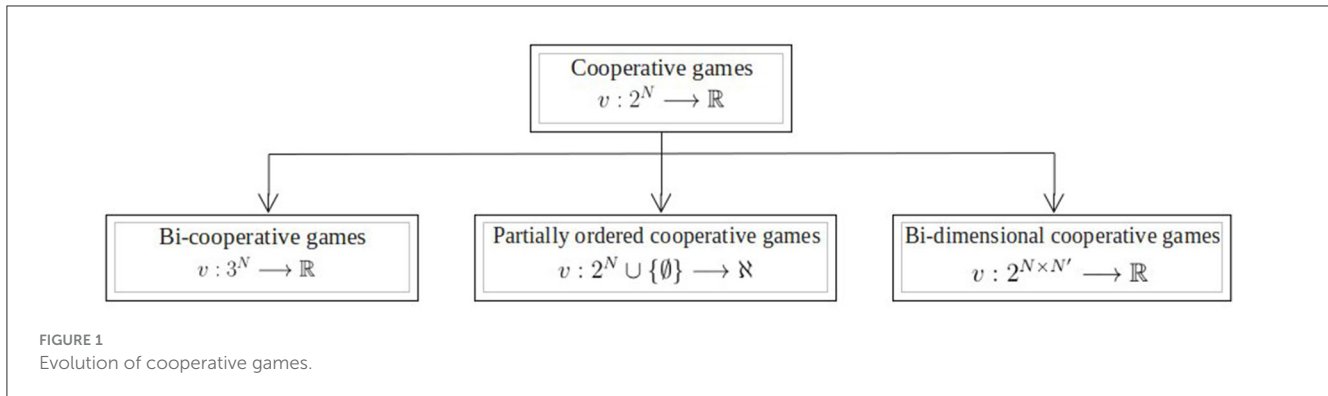 Cooperative games
v : 2^N ⟶ ℝ
Bi-cooperative games
v : 3^N ⟶ ℝ
Partially ordered cooperative games
v : 2^N ∪ {∅} ⟶ ℵ
Bi-dimensional cooperative games
v : 2^{N×N′} ⟶ ℝ
FIGURE 1
Evolution of cooperative games.